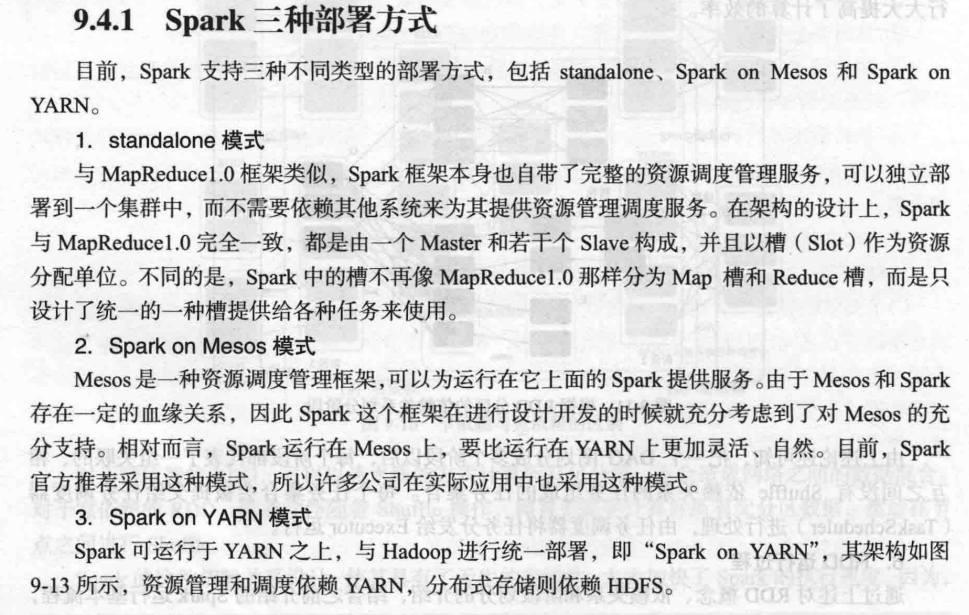 9.4.1 Spark 三种部署方式
目前，Spark 支持三种不同类型的部署方式，包括 standalone、Spark on Mesos 和 Spark on
YARN。
1. standalone 模式
与 MapReduce1.0 框架类似，Spark 框架本身也自带了完整的资源调度管理服务，可以独立部
署到一个集群中，而不需要依赖其他系统来为其提供资源管理调度服务。在架构的设计上，Spark
与 MapReduce1.0 完全一致，都是由一个 Master 和若干个 Slave 构成，并且以槽（Slot）作为资源
分配单位。不同的是，Spark 中的槽不再像 MapReduce1.0 那样分为 Map 槽和 Reduce 槽，而是只
设计了统一的一种槽提供给各种任务来使用。
2. Spark on Mesos 模式
Mesos 是一种资源调度管理框架,可以为运行在它上面的 Spark 提供服务。由于 Mesos 和 Spark
存在一定的血缘关系，因此 Spark 这个框架在进行设计开发的时候就充分考虑到了对 Mesos 的充
分支持。相对而言，Spark 运行在 Mesos 上，要比运行在 YARN 上更加灵活、自然。目前，Spark
官方推荐采用这种模式，所以许多公司在实际应用中也采用这种模式。
3. Spark on YARN 模式
Spark 可运行于 YARN 之上，与 Hadoop 进行统一部署，即“Spark on YARN”，其架构如图
9-13 所示，资源管理和调度依赖 YARN，分布式存储则依赖 HDFS。